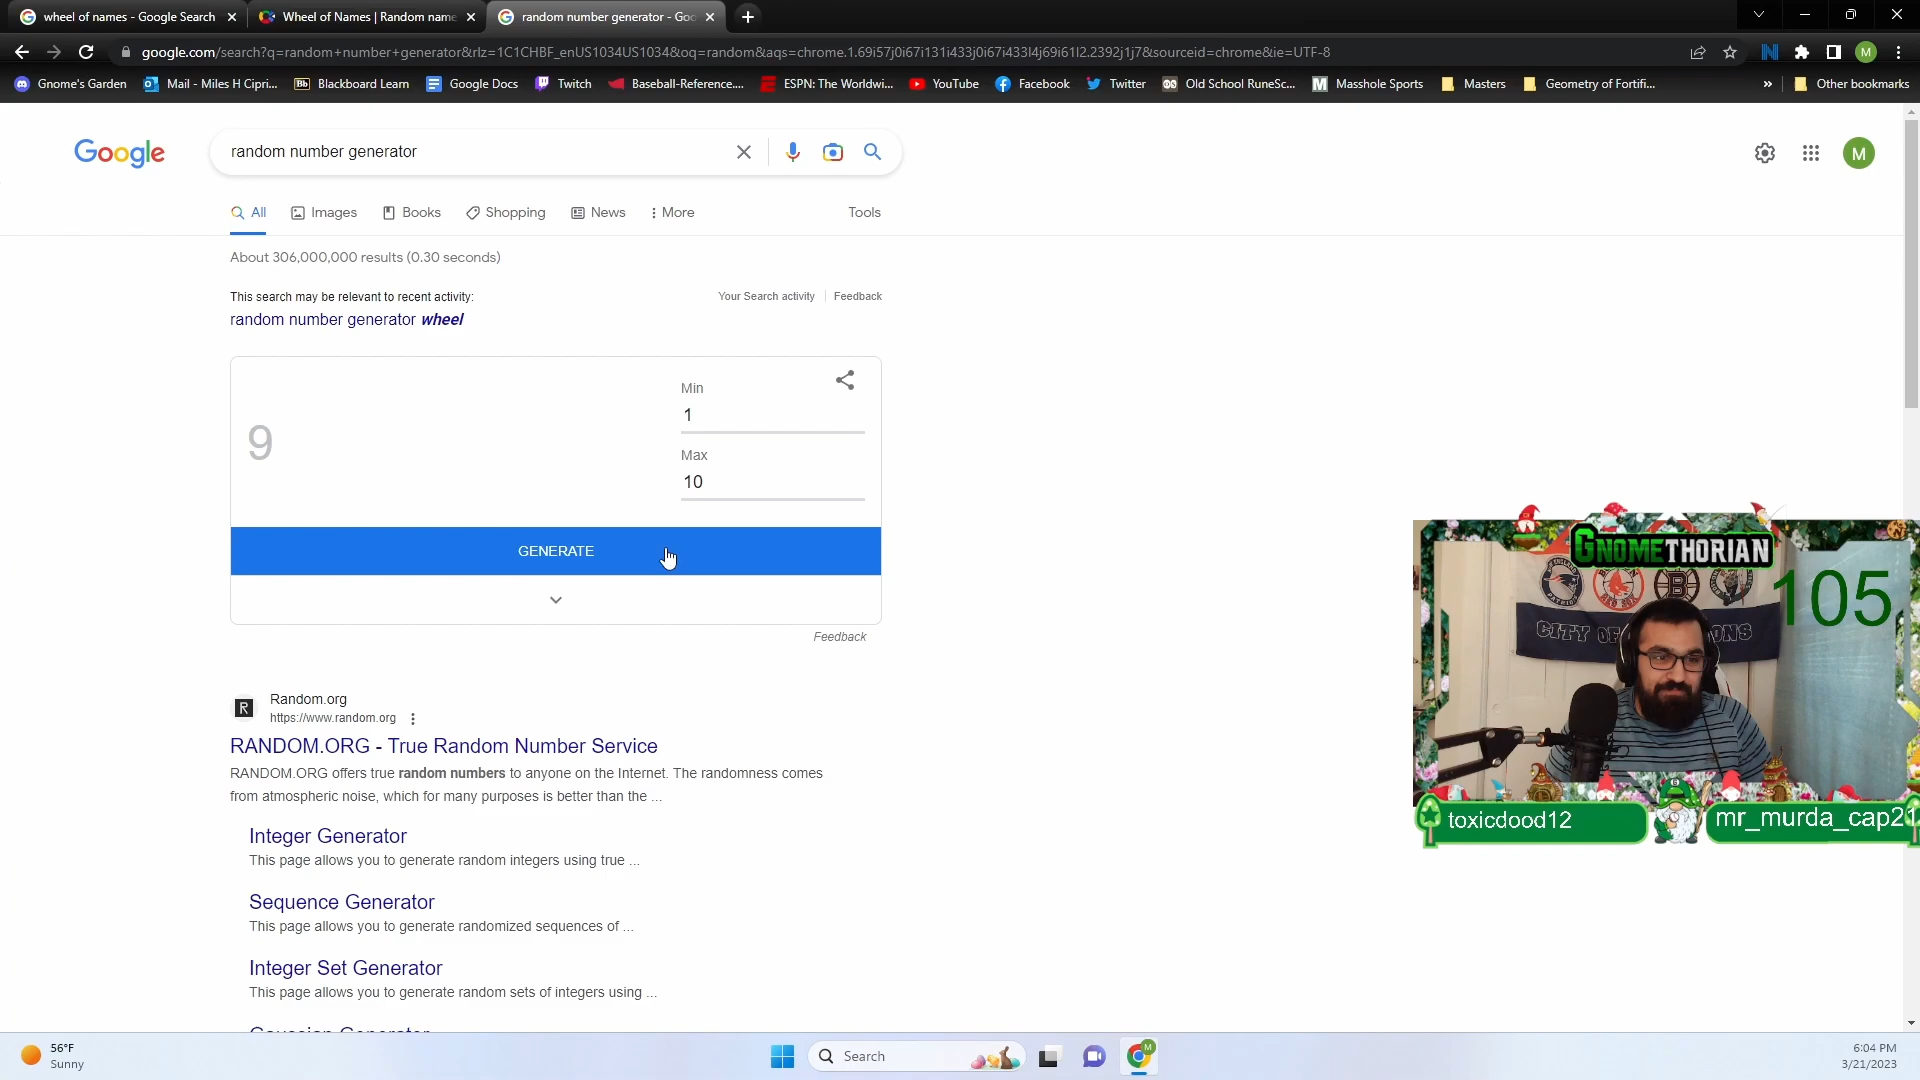 wheel of names - Google Search
Wheel of Names | Random name
random number generator - Goo
google.com/search?q=random+number+generator&rlz=1C1CHBF_enUS1034US1034&oq=random&aqs=chrome.1.69i57j0i67i131i433j0i67i433l4j69i61l2.2392j1j7&sourceid=chrome&ie=UTF-8
M
Gnome's Garden
Mail - Miles H Cipri...
Bb Blackboard Learn
Google Docs
Twitch
Baseball-Reference....
ESPN: The Worldwi...
YouTube
Facebook
Twitter
Old School RuneSc...
M Masshole Sports
Masters
Geometry of Fortifi...
»
Other bookmarks
Google
random number generator
M
All
Images
Books
Shopping
News
More
Tools
About 306,000,000 results (0.30 seconds)
This search may be relevant to recent activity:
Your Search activity
Feedback
random number generator wheel
Min
1
9
Max
10
GENERATE
Feedback
R
Random.org
https://www.random.org
RANDOM.ORG - True Random Number Service
RANDOM.ORG offers true random numbers to anyone on the Internet. The randomness comes
from atmospheric noise, which for many purposes is better than the ...
Integer Generator
This page allows you to generate random integers using true ...
Sequence Generator
This page allows you to generate randomized sequences of ...
Integer Set Generator
This page allows you to generate random sets of integers using ...
Gaussian Generator
GNOMETHORIAN
105
CITY OF
ONS
toxicdood12
mr_murda_cap21
56°F
Sunny
Search
M
6:04 PM
3/21/2023